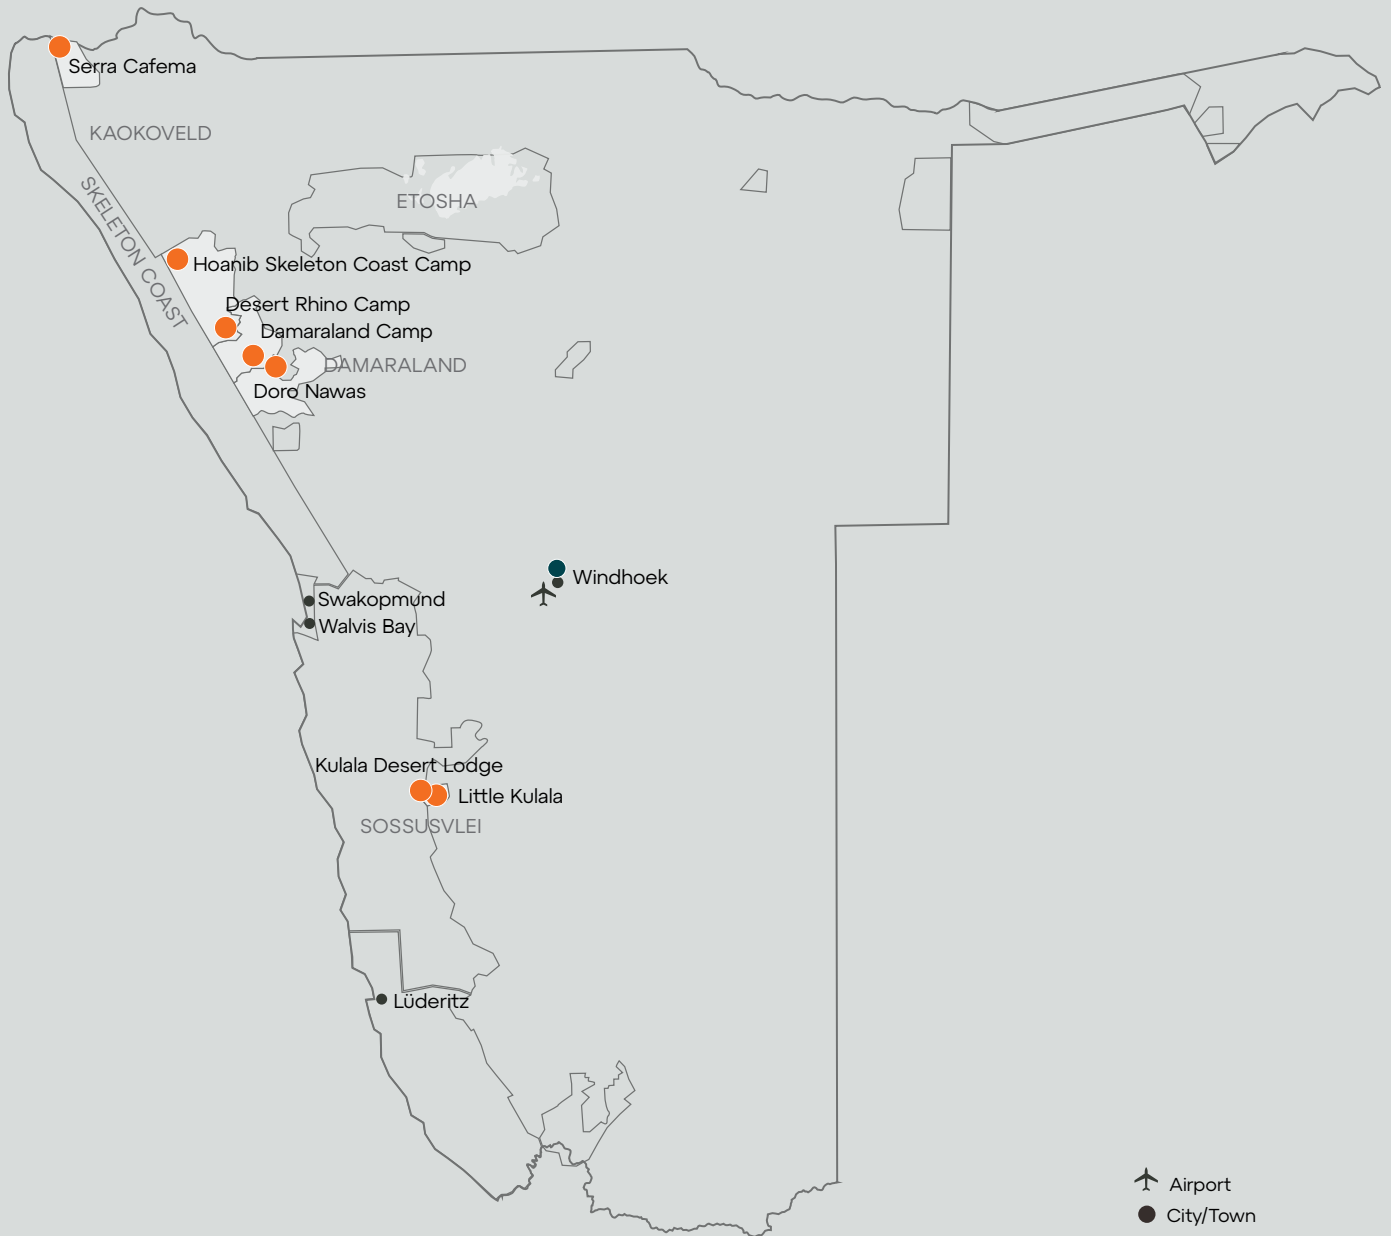 Serra Cafema
KAOKOVELD
SKELETON COAST
ETOSHA
Hoanib Skeleton Coast Camp
Desert Rhino Camp
Damaraland Camp
DAMARALAND
Doro Nawas
Windhoek
Swakopmund
Walvis Bay
Kulala Desert Lodge
Little Kulala
SOSSUSVLEI
Lüderitz
Airport
City/Town